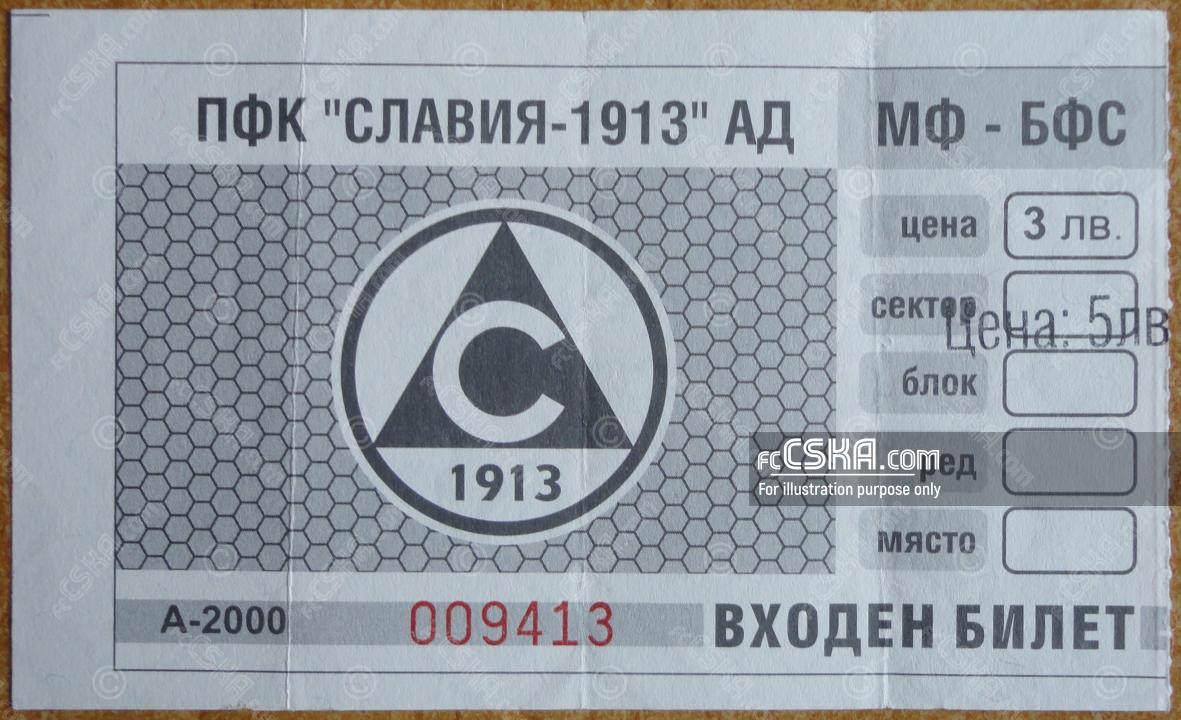 ПФК "СЛАВИЯ-1913" АД
МФ - БФС
цена 3 лв.
сектор
Цена: 5лв
блок
ред
място
С
1913
fcCSKA.com
For illustration purpose only
А-2000 009413 ВХОДЕН БИЛЕТ